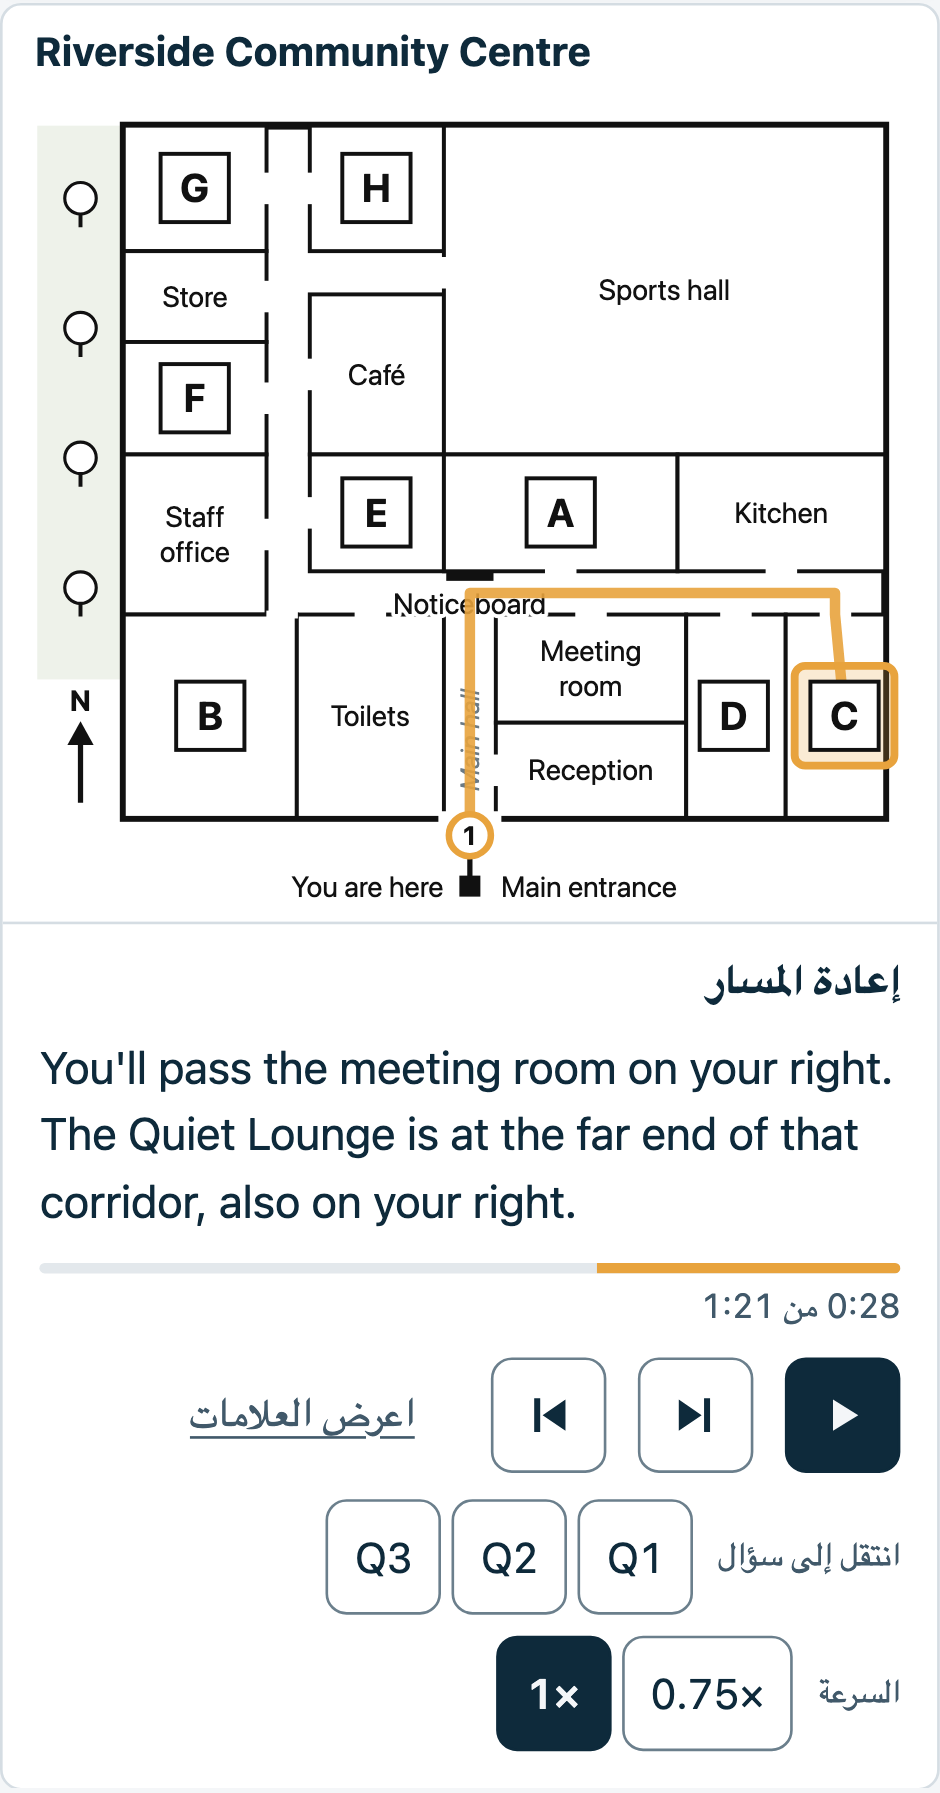 Riverside Community Centre
G
H
Store
Sports hall
Café
F
Staff
office
E
A
Kitchen
Noticeboard
Meeting
room
N
B
Toilets
Main hall
D
C
Reception
1
You are here
Main entrance
إعادة المسار
You'll pass the meeting room on your right.
The Quiet Lounge is at the far end of that
corridor, also on your right.
0:28 من 1:21
اعرض العلامات
انتقل إلى سؤال Q1 Q2 Q3
السرعة 0.75× 1×